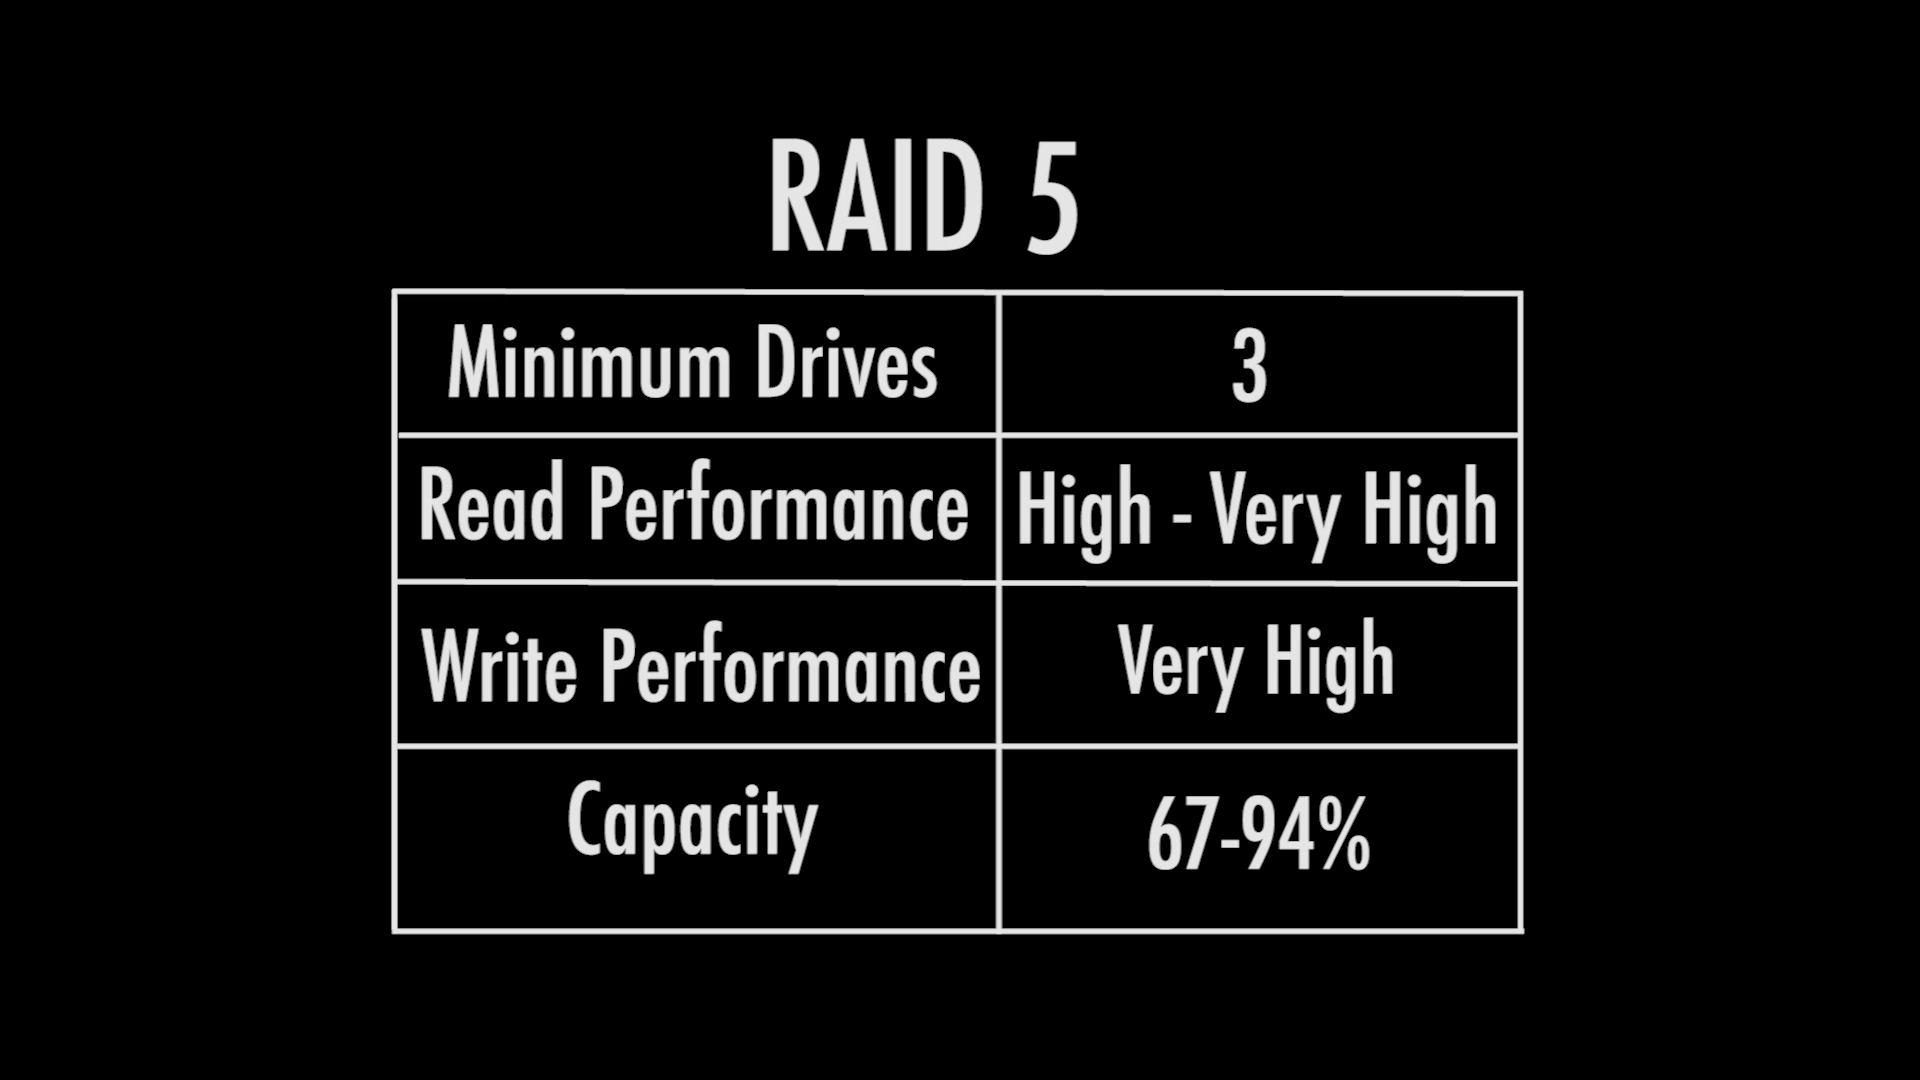 RAID 5
Minimum Drives 3
Read Performance High - Very High
Write Performance Very High
Capacity 67-94%